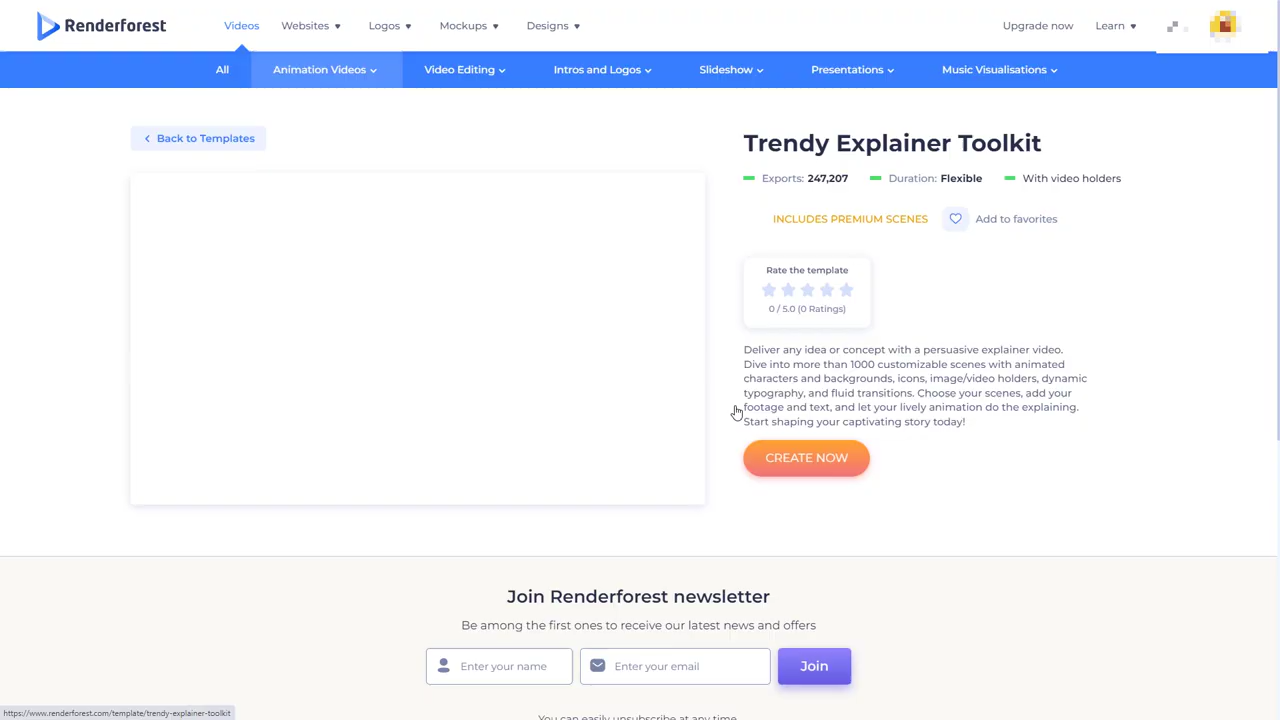 Renderforest
Videos
Websites
Logos
Mockups
Designs
Upgrade now
Learn
All
Animation Videos
Video Editing
Intros and Logos
Slideshow
Presentations
Music Visualisations
Back to Templates
Trendy Explainer Toolkit
Exports: 247,207
Duration: Flexible
With video holders
INCLUDES PREMIUM SCENES
Add to favorites
Rate the template
0 / 5.0 (0 Ratings)
Deliver any idea or concept with a persuasive explainer video.
Dive into more than 1000 customizable scenes with animated
characters and backgrounds, icons, image/video holders, dynamic
typography, and fluid transitions. Choose your scenes, add your
footage and text, and let your lively animation do the explaining.
Start shaping your captivating story today!
CREATE NOW
Join Renderforest newsletter
Be among the first ones to receive our latest news and offers
Enter your name
Enter your email
Join
You can easily unsubscribe at any time
https://www.renderforest.com/template/trendy-explainer-toolkit